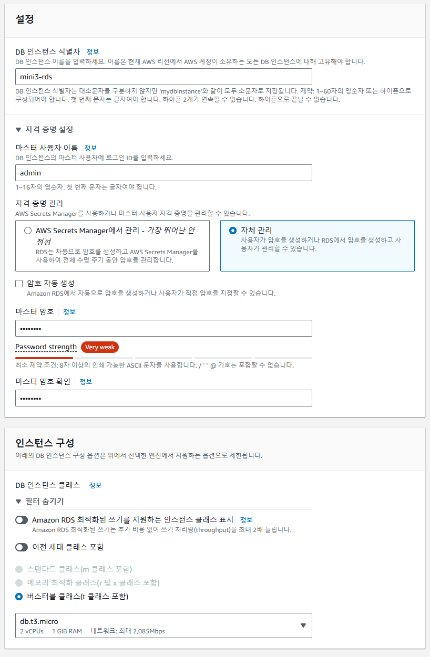 설정
DB 인스턴스 식별자 정보
DB 인스턴스 이름을 입력하세요. 이름은 현재 AWS 리전에서 AWS 계정이 소유하는 모든 DB 인스턴스에 대해 고유해야 합니다.
mini3-rds
DB 인스턴스 식별자는 대소문자를 구분하지 않지만 'mydbinstance'와 같이 모두 소문자로 저장됩니다. 제약: 1~60자의 영숫자 또는 하이픈으로
구성되어야 합니다. 첫 번째 문자는 글자여야 합니다. 하이픈 2개가 연속될 수 없습니다. 하이픈으로 끝날 수 없습니다.
▼ 자격 증명 설정
마스터 사용자 이름 정보
DB 인스턴스의 마스터 사용자에 로그인 ID를 입력하세요.
admin
1~16자의 영숫자. 첫 번째 문자는 글자여야 합니다.
자격 증명 관리
AWS Secrets Manager를 사용하거나 마스터 사용자 자격 증명을 관리할 수 있습니다.
AWS Secrets Manager에서 관리 - 가장 뛰어난 안
정성
RDS는 자동으로 암호를 생성하고 AWS Secrets Manager를
사용하여 전체 수명 주기 동안 암호를 관리합니다.
자체 관리
사용자가 암호를 생성하거나 RDS에서 암호를 생성하고 사
용자가 관리할 수 있습니다.
암호 자동 생성
Amazon RDS에서 자동으로 암호를 생성하거나 사용자가 직접 암호를 지정할 수 있습니다.
마스터 암호 정보
••••••••
Password strength Very weak
최소 제약 조건: 8자 이상의 인쇄 가능한 ASCII 문자를 사용합니다. / ' " @ 기호는 포함할 수 없습니다.
마스터 암호 확인 정보
••••••••
인스턴스 구성
아래의 DB 인스턴스 구성 옵션은 위에서 선택한 엔진에서 지원하는 옵션으로 제한됩니다.
DB 인스턴스 클래스 정보
▼ 필터 숨기기
Amazon RDS 최적화된 쓰기를 지원하는 인스턴스 클래스 표시 정보
Amazon RDS 최적화된 쓰기는 추가 비용 없이 쓰기 처리량(throughput)을 최대 2배 늘립니다.
이전 세대 클래스 포함
스탠다드 클래스(m 클래스 포함)
메모리 최적화 클래스(r 및 x 클래스 포함)
버스터블 클래스(t 클래스 포함)
db.t3.micro
2 vCPUs 1 GiB RAM 네트워크: 최대 2,085Mbps